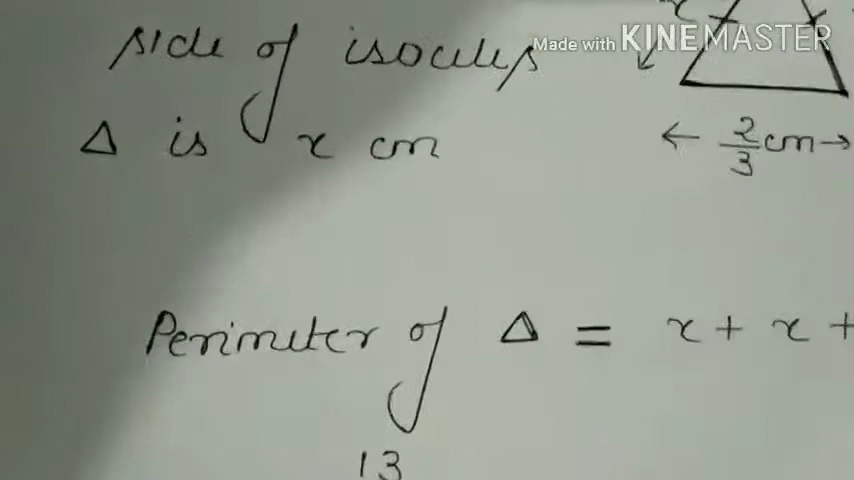 side of isoceles
Made with KINEMASTER
x
Δ is x cm
← 2/3 cm →
Perimeter of Δ = x + x +
13